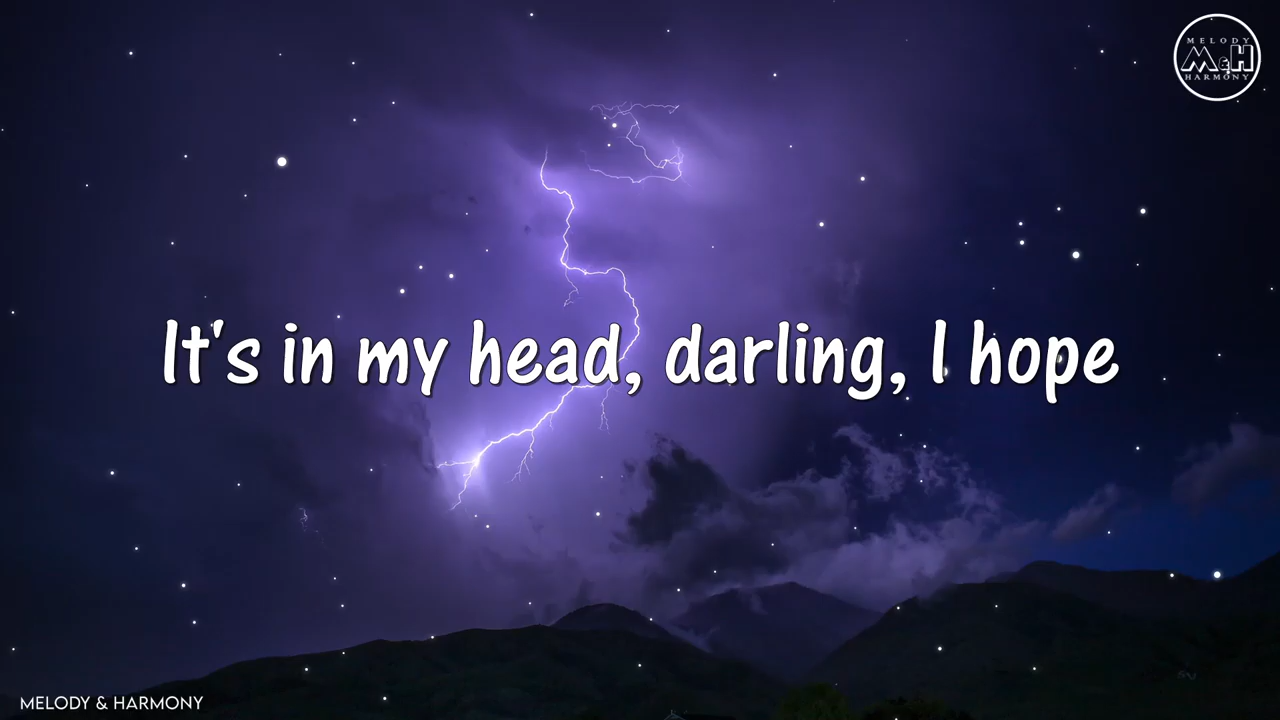 MELODY
M&H
HARMONY
It's in my head, darling, I hope
MELODY & HARMONY